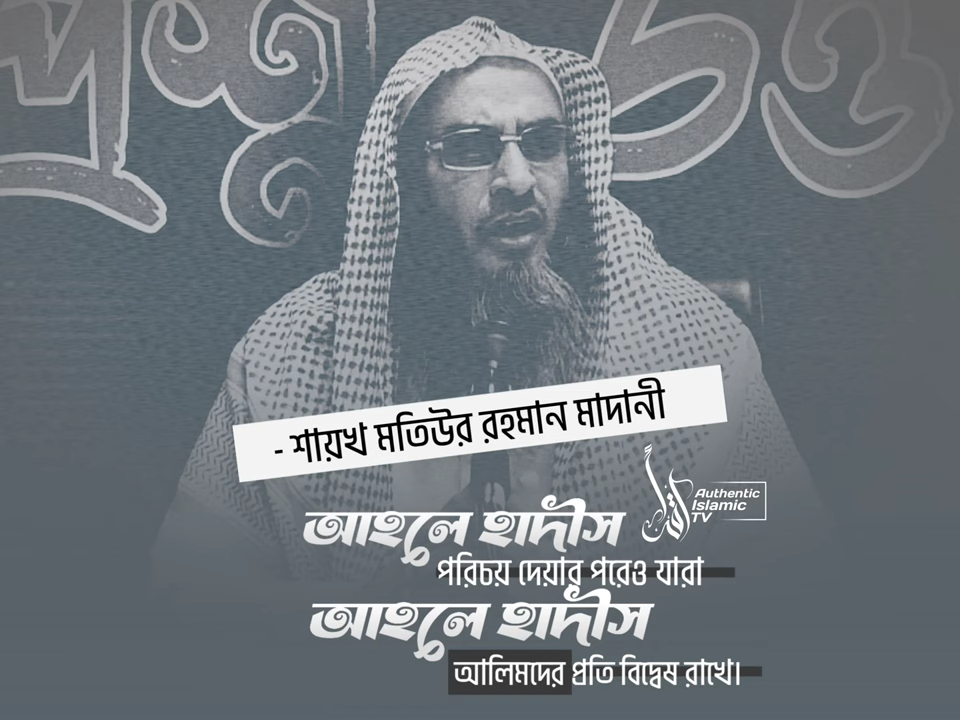 - শায়খ মতিউর রহমান মাদানী
Authentic
Islamic
TV
আহলে হাদীস
পরিচয় দেয়ার পরেও যারা
আহলে হাদীস
আলিমদের প্রতি বিদ্বেষ রাখে।